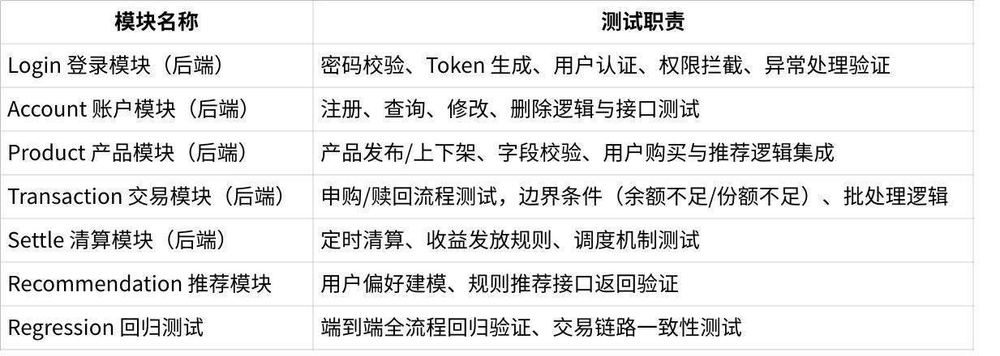 模块名称 测试职责
Login 登录模块（后端） 密码校验、Token 生成、用户认证、权限拦截、异常处理验证
Account 账户模块（后端） 注册、查询、修改、删除逻辑与接口测试
Product 产品模块（后端） 产品发布/上下架、字段校验、用户购买与推荐逻辑集成
Transaction 交易模块（后端） 申购/赎回流程测试，边界条件（余额不足/份额不足）、批处理逻辑
Settle 清算模块（后端） 定时清算、收益发放规则、调度机制测试
Recommendation 推荐模块 用户偏好建模、规则推荐接口返回验证
Regression 回归测试 端到端全流程回归验证、交易链路一致性测试